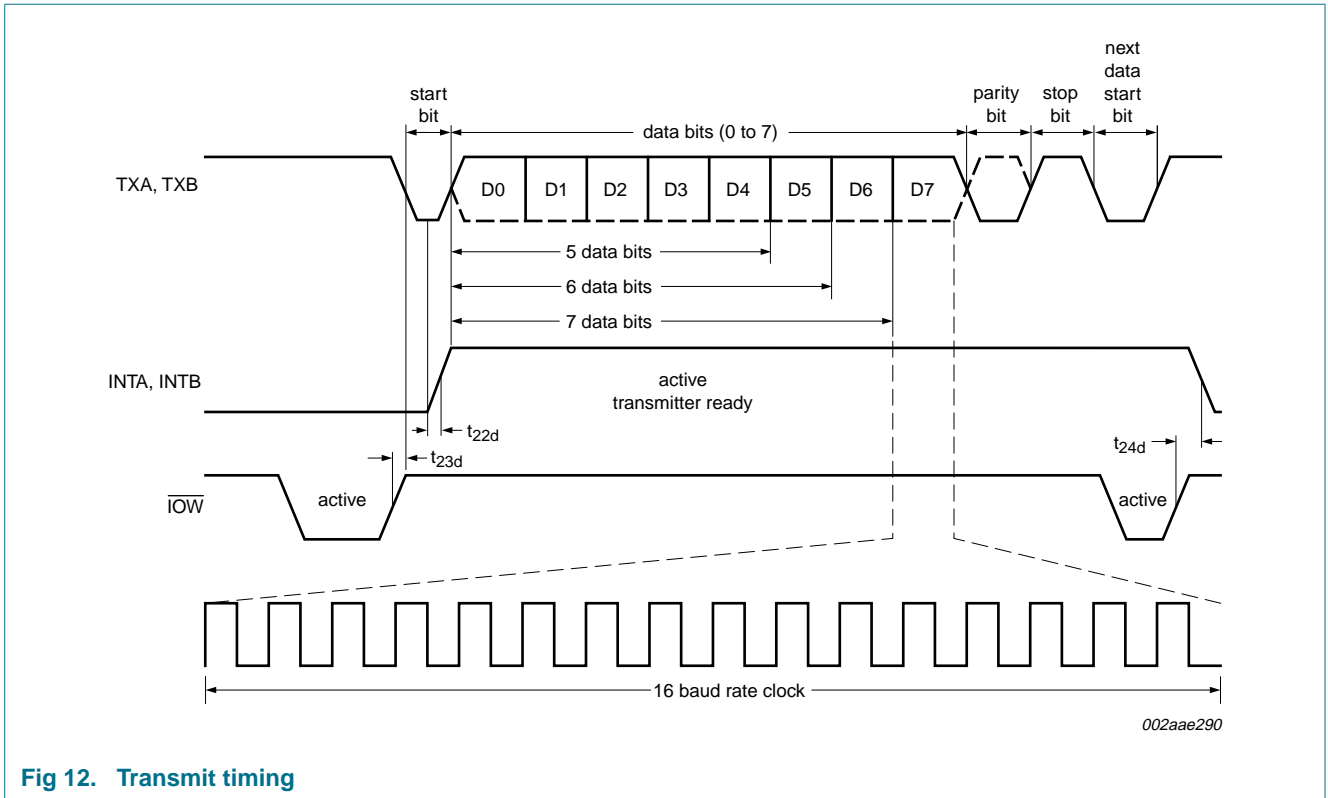 next
data
start
bit
start
bit
parity
bit
stop
bit
data bits (0 to 7)
TXA, TXB
D0 D1 D2 D3 D4 D5 D6 D7
5 data bits
6 data bits
7 data bits
INTA, INTB
active
transmitter ready
t22d
t23d
t24d
IOW
active
active
16 baud rate clock
002aae290
Fig 12. Transmit timing